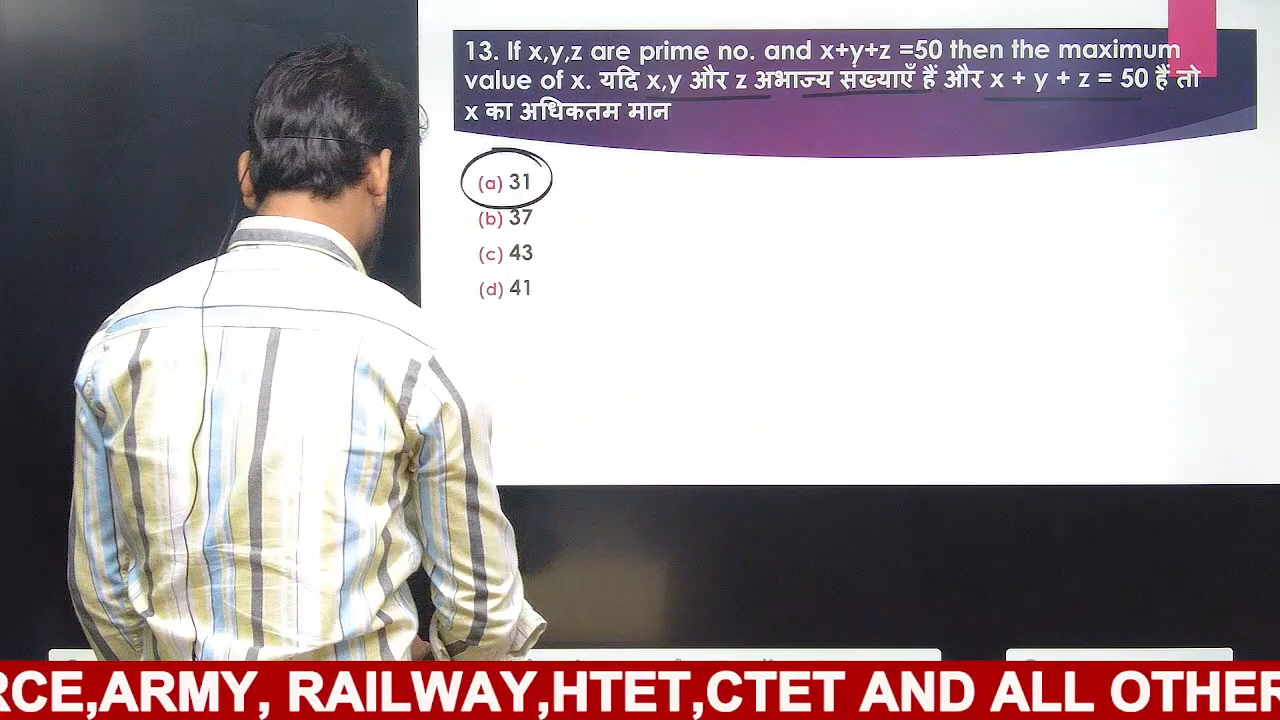 13. If x,y,z are prime no. and x+y+z =50 then the maximum
value of x. यदि x,y और z अभाज्य संख्याएँ हैं और x + y + z = 50 हैं तो
x का अधिकतम मान
(a) 31
(b) 37
(c) 43
(d) 41
RCE,ARMY, RAILWAY,HTET,CTET AND ALL OTHER